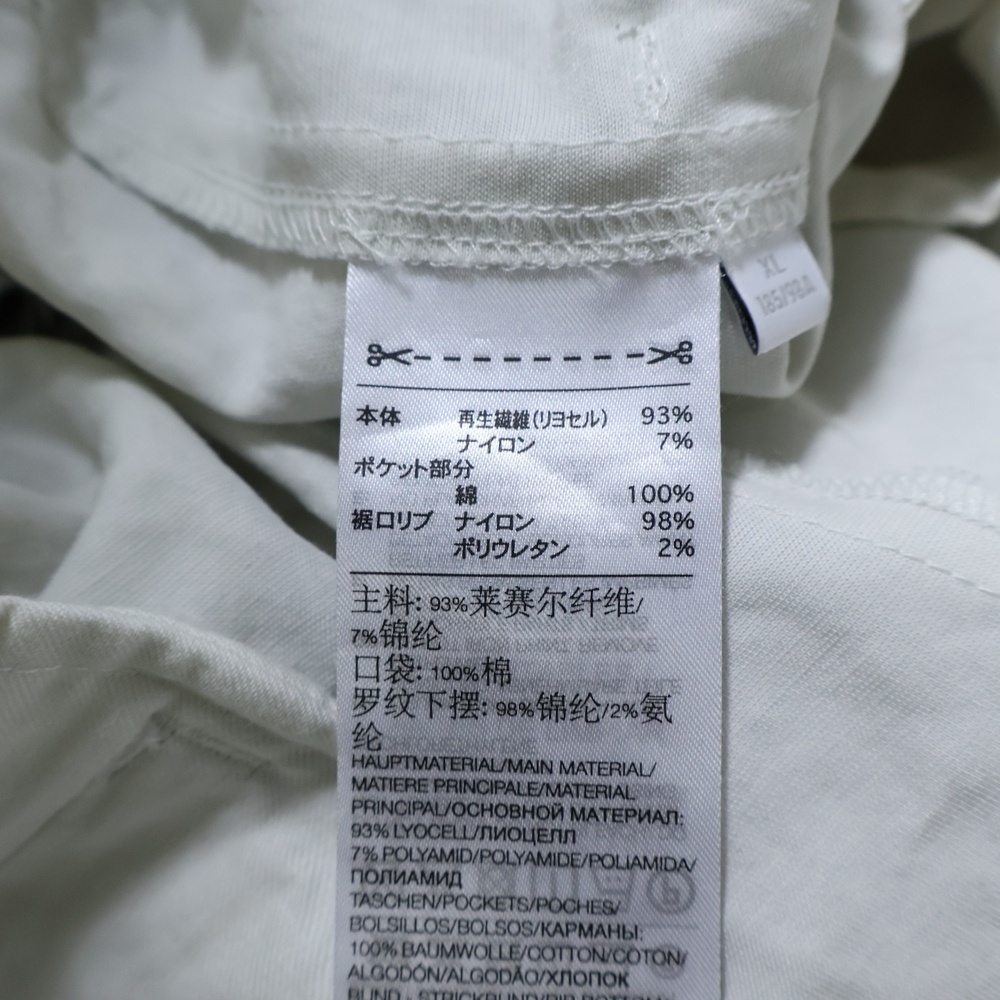 XL
185/98A
本体 再生繊維(リヨセル) 93%
ナイロン 7%
ポケット部分
綿 100%
裾口リブ ナイロン 98%
ポリウレタン 2%
主料: 93%莱赛尔纤维/
7%锦纶
口袋: 100%棉
罗纹下摆: 98%锦纶/2%氨
纶
HAUPTMATERIAL/MAIN MATERIAL/
MATIERE PRINCIPALE/MATERIAL
PRINCIPAL/ОСНОВНОЙ МАТЕРИАЛ:
93% LYOCELL/ЛИОЦЕЛЛ
7% POLYAMID/POLYAMIDE/POLIAMIDA/
ПОЛИАМИД
TASCHEN/POCKETS/POCHES/
BOLSILLOS/BOLSOS/КАРМАНЫ:
100% BAUMWOLLE/COTTON/COTON/
ALGODÓN/ALGODÃO/ХЛОПОК